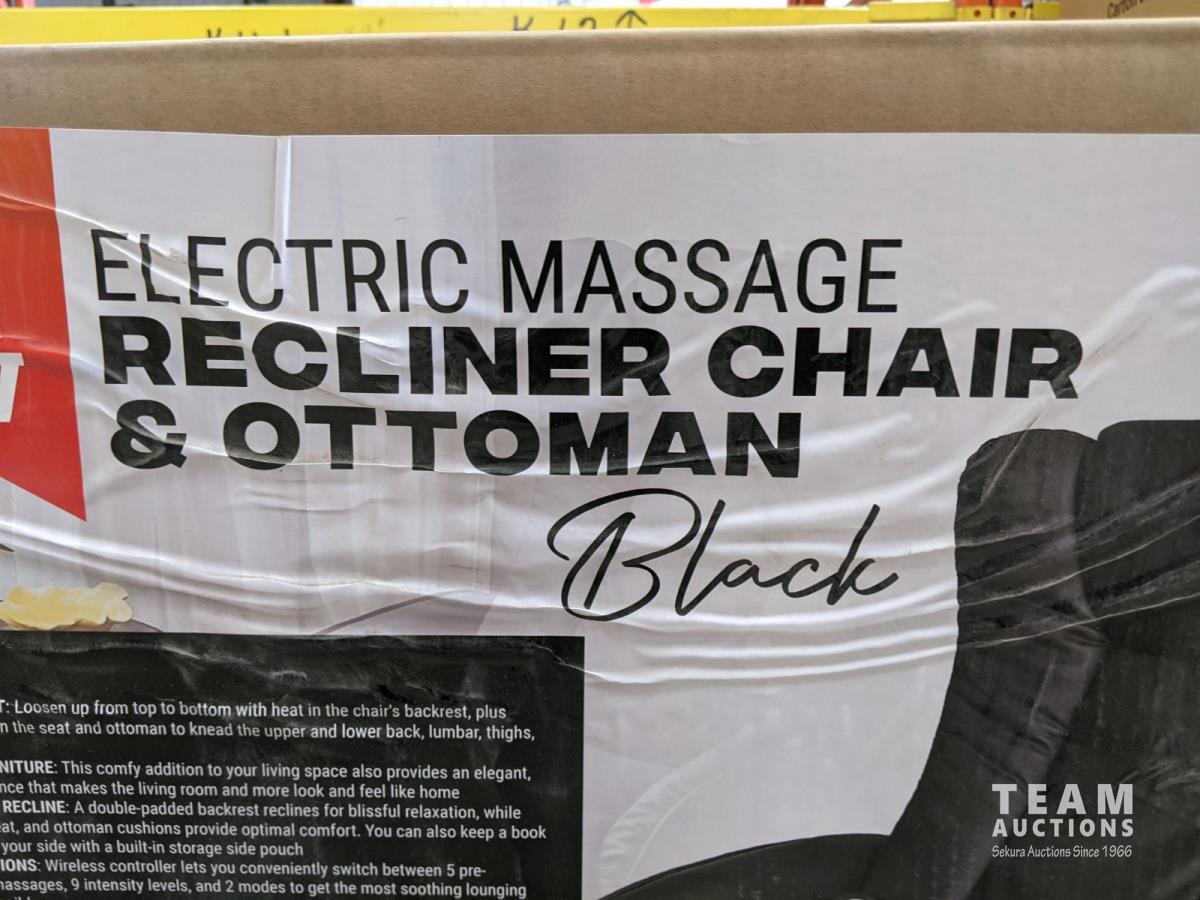 ELECTRIC MASSAGE
RECLINER CHAIR
& OTTOMAN
Black
T: Loosen up from top to bottom with heat in the chair's backrest, plus
n the seat and ottoman to knead the upper and lower back, lumbar, thighs,
NITURE: This comfy addition to your living space also provides an elegant,
nce that makes the living room and more look and feel like home
RECLINE: A double-padded backrest reclines for blissful relaxation, while
eat, and ottoman cushions provide optimal comfort. You can also keep a book
your side with a built-in storage side pouch
IONS: Wireless controller lets you conveniently switch between 5 pre-
massages, 9 intensity levels, and 2 modes to get the most soothing lounging
TEAM
AUCTIONS
Sekura Auctions Since 1966